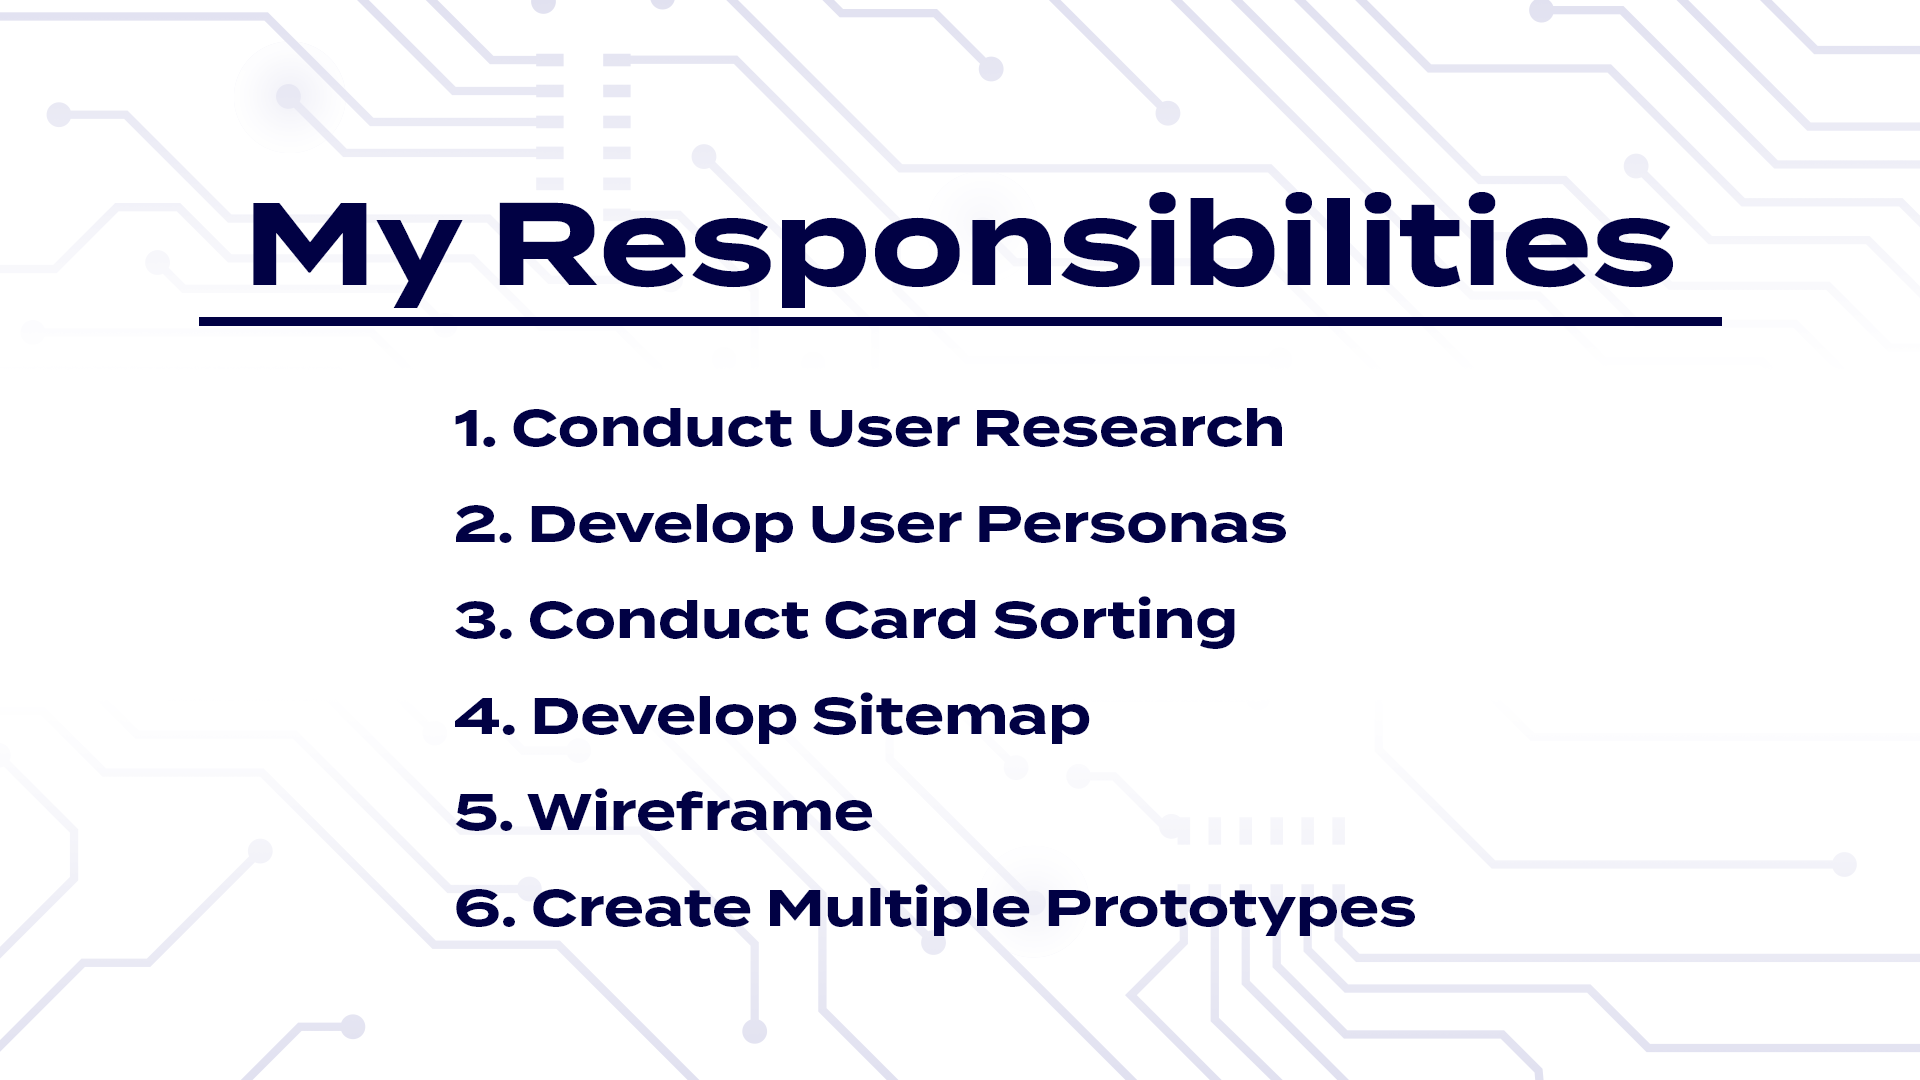 My Responsibilities
1. Conduct User Research
2. Develop User Personas
3. Conduct Card Sorting
4. Develop Sitemap
5. Wireframe
6. Create Multiple Prototypes